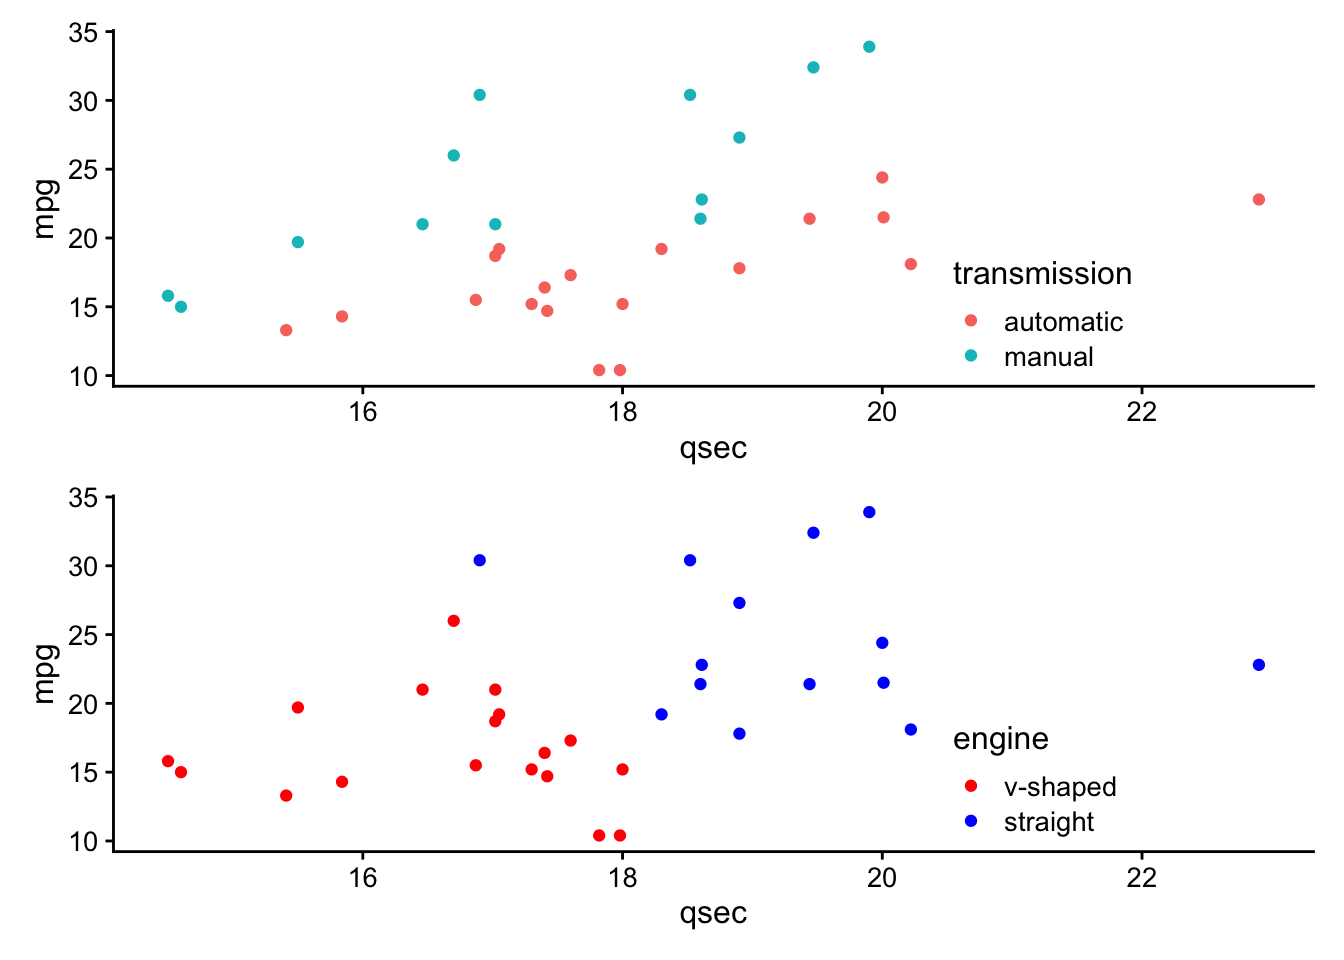 35
30
25
20
15
10
mpg
transmission
automatic
manual
16 18 20 22
qsec
35
30
25
20
15
10
mpg
engine
v-shaped
straight
16 18 20 22
qsec